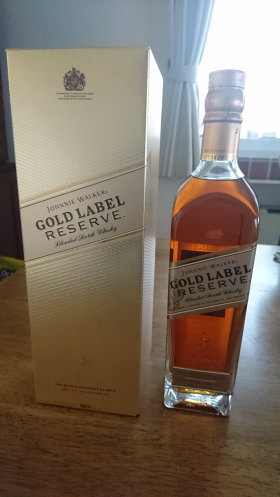 JOHNNIE WALKER
GOLD LABEL
RESERVE
Blended Scotch Whisky
JOHNNIE WALKER
GOLD LABEL
RESERVE
Blended Scotch Whisky